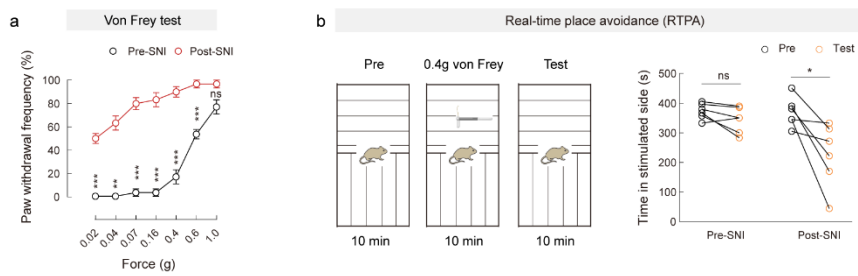 a
Von Frey test
Pre-SNI
Post-SNI
Paw withdrawal frequency (%)
100
80
60
40
20
0
***
**
***
***
***
***
ns
0.02
0.04
0.07
0.16
0.4
0.6
1.0
Force (g)
b
Real-time place avoidance (RTPA)
Pre
0.4g von Frey
Test
10 min
10 min
10 min
Pre
Test
ns
*
Time in stimulated side (s)
500
400
300
200
100
0
Pre-SNI
Post-SNI